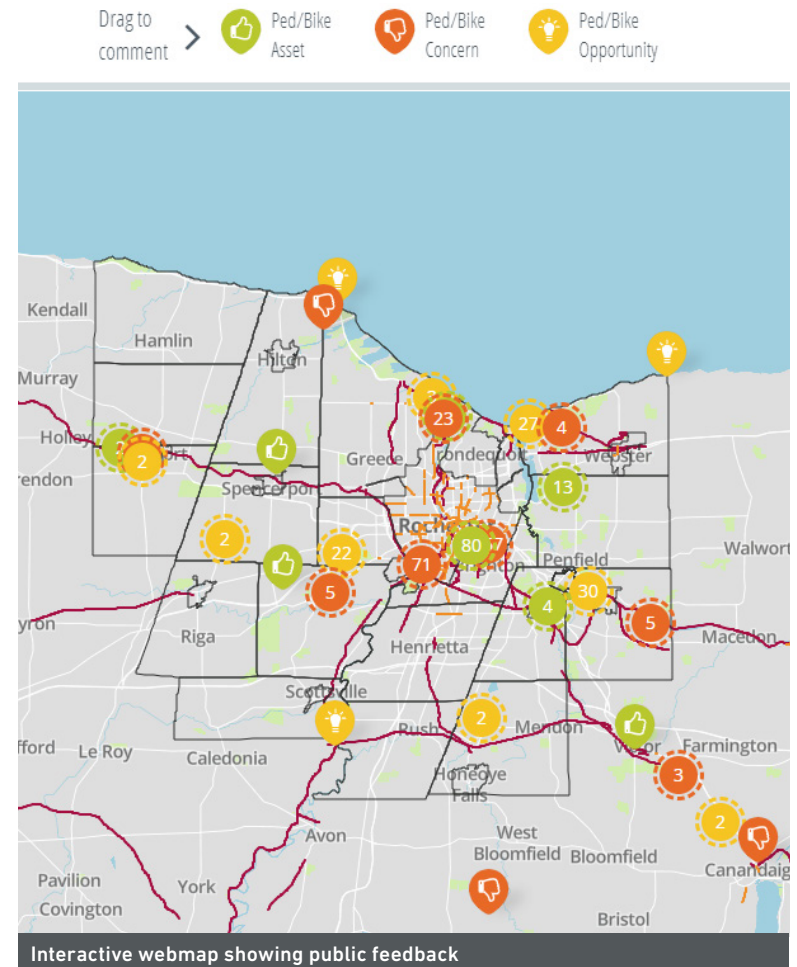 Drag to
comment
Ped/Bike
Asset
Ped/Bike
Concern
Ped/Bike
Opportunity
Kendall
Hamlin
Hilton
Murray
23
27
4
Holley
2
Greece
Webster
13
Spencerport
2
22
80
71
Penfield
Walwort
5
30
4
5
yron
Riga
Macedon
Henrietta
Scottsville
2
Rush
Mendon
fford
Le Roy
Caledonia
Farmington
3
Honeoye
Falls
2
Avon
West
Bloomfield
Bloomfield
Canandaig
Pavilion
York
Covington
Bristol
Interactive webmap showing public feedback